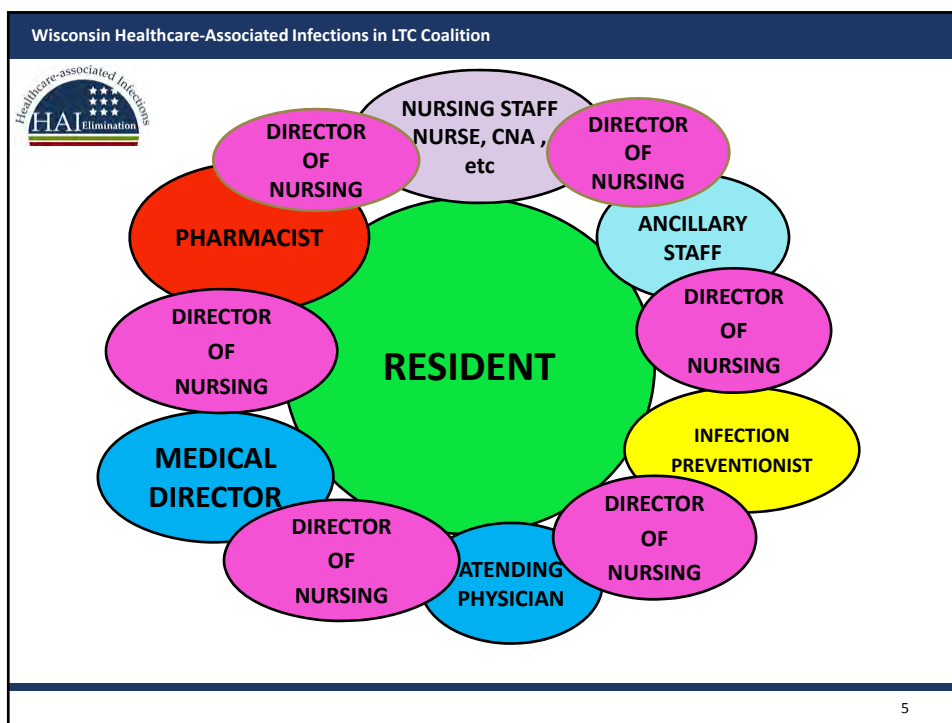 Wisconsin Healthcare-Associated Infections in LTC Coalition
Healthcare-associated Infections
HAI Elimination
NURSING STAFF
NURSE, CNA ,
etc
DIRECTOR
OF
NURSING
DIRECTOR
OF
NURSING
PHARMACIST
ANCILLARY
STAFF
DIRECTOR
OF
NURSING
DIRECTOR
OF
NURSING
RESIDENT
MEDICAL
DIRECTOR
INFECTION
PREVENTIONIST
DIRECTOR
OF
NURSING
DIRECTOR
OF
NURSING
ATENDING
PHYSICIAN
5